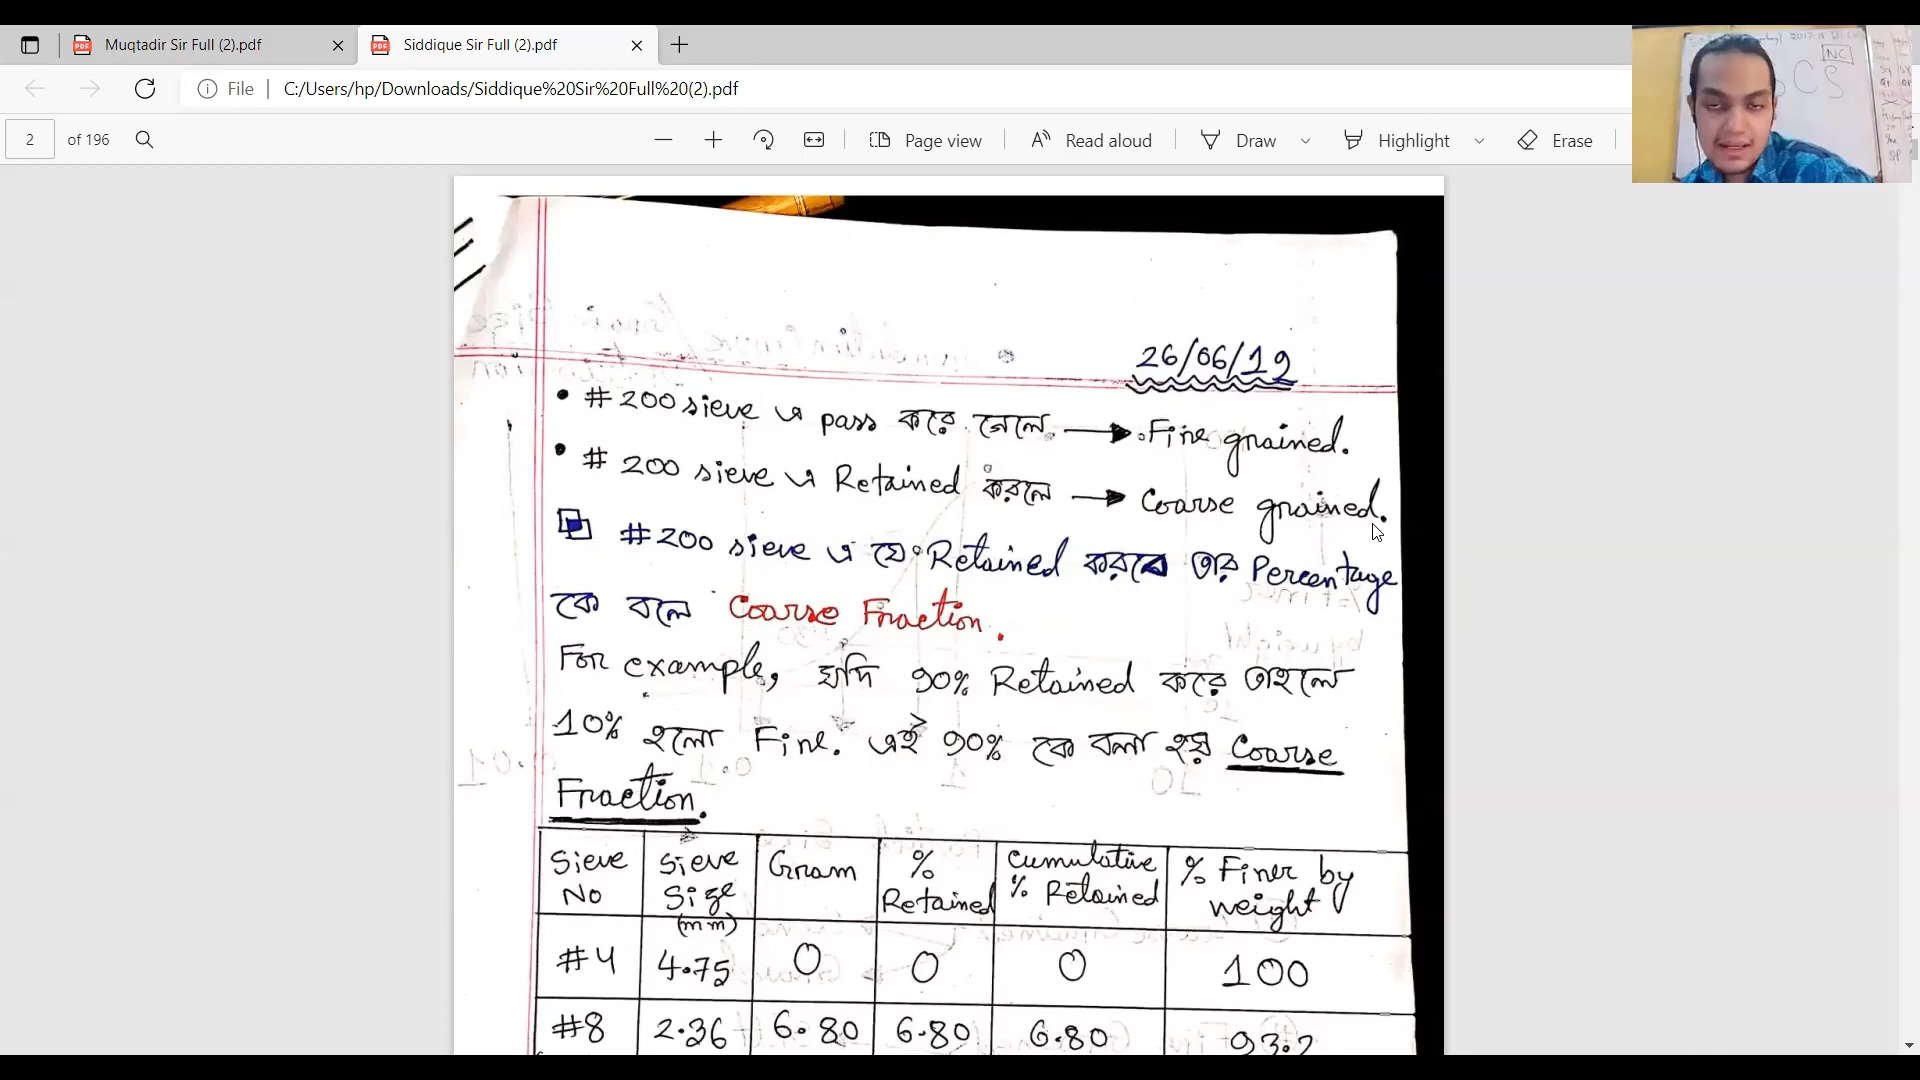 Muqtadir Sir Full (2).pdf
Siddique Sir Full (2).pdf
File
C:/Users/hp/Downloads/Siddique%20Sir%20Full%20(2).pdf
2 of 196
Page view
Read aloud
Draw
Highlight
Erase
NC
CS
26/06/19
• #200 sieve এ pass করে গেলে → Fine grained.
• # 200 sieve এ Retained করলে → Coarse grained.
#200 sieve এ যে Retained করবে তার Percentage
কে বলে Coarse Fraction.
For example, যদি 90% Retained করে তাহলে
10% হলো Fine. এই 90% কে বলা হয় Coarse
Fraction.
Sieve No | Sieve Size (mm) | Gram | % Retained | Cumulative % Retained | % Finer by weight
#4 | 4.75 | 0 | 0 | 0 | 100
#8 | 2.36 | 6.80 | 6.80 | 6.80 | 93.2